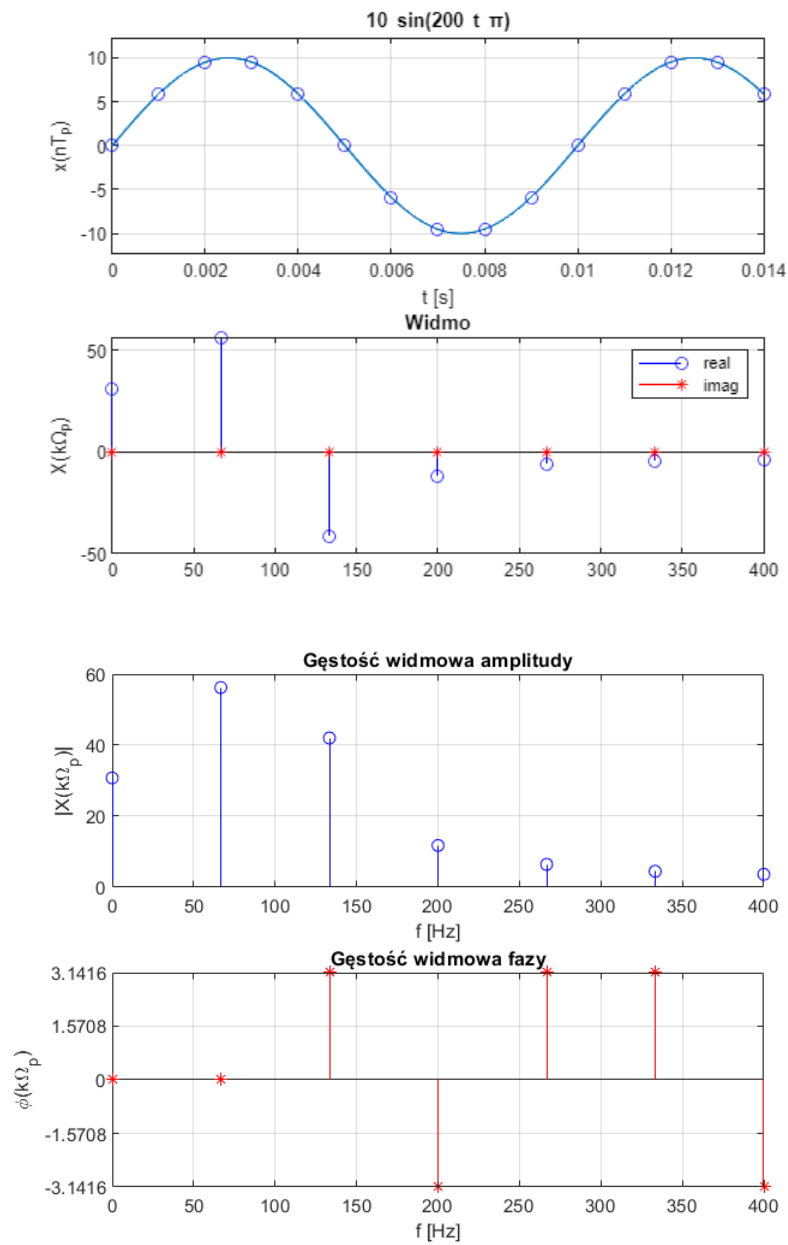 10 sin(200 t π)
x(nTp)
10
5
0
-5
-10
0 0.002 0.004 0.006 0.008 0.01 0.012 0.014
t [s]
Widmo
X(kΩp)
50
0
-50
real
imag
0 50 100 150 200 250 300 350 400
Gęstość widmowa amplitudy
|X(kΩp)|
60
40
20
0
0 50 100 150 200 250 300 350 400
f [Hz]
Gęstość widmowa fazy
ϕ(kΩp)
3.1416
1.5708
0
-1.5708
-3.1416
0 50 100 150 200 250 300 350 400
f [Hz]